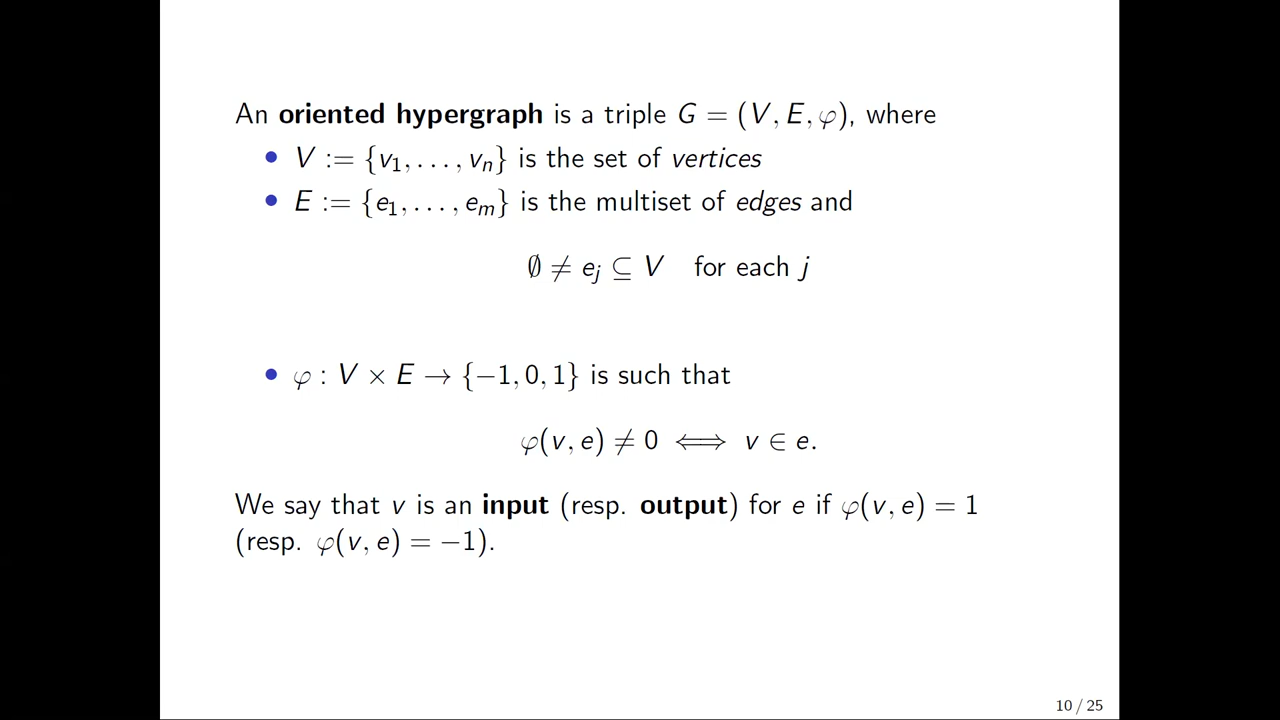 An oriented hypergraph is a triple G = (V, E, φ), where
• V := {v₁, . . . , vₙ} is the set of vertices
• E := {e₁, . . . , eₘ} is the multiset of edges and
∅ ≠ eⱼ ⊆ V for each j
• φ : V × E → {−1, 0, 1} is such that
φ(v, e) ≠ 0 ⟺ v ∈ e.
We say that v is an input (resp. output) for e if φ(v, e) = 1
(resp. φ(v, e) = −1).
10 / 25